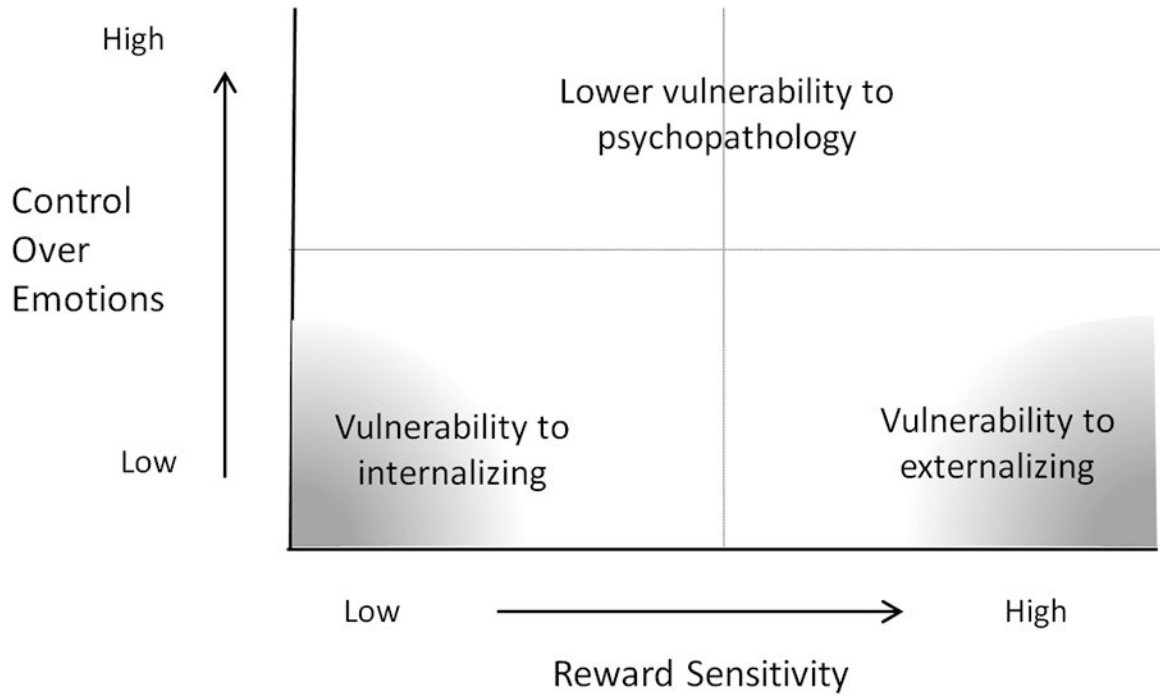 High
Lower vulnerability to
psychopathology
Control
Over
Emotions
Vulnerability to
internalizing
Vulnerability to
externalizing
Low
Low
High
Reward Sensitivity